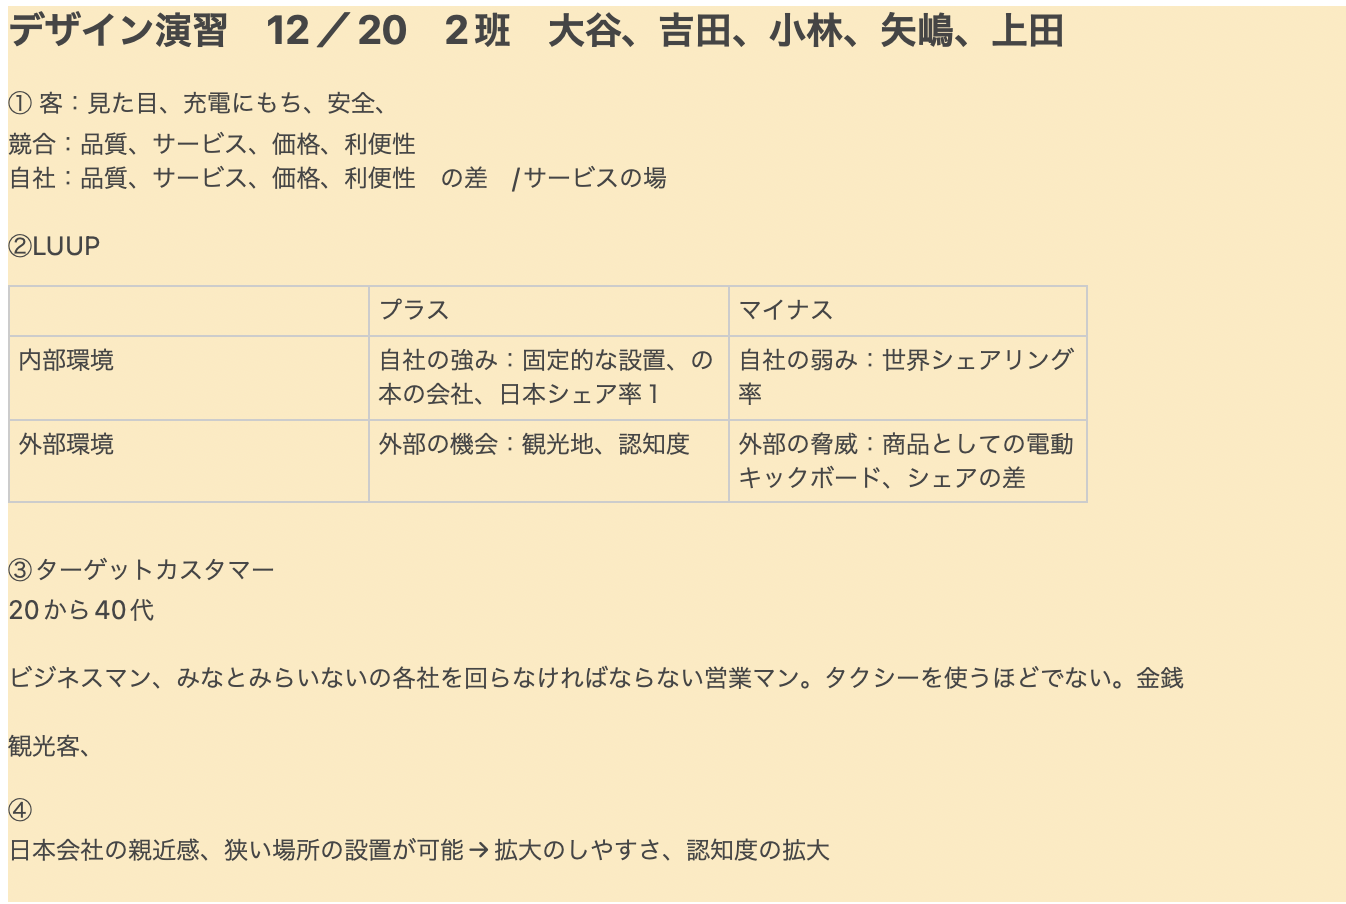 デザイン演習　12／20　2班　大谷、吉田、小林、矢嶋、上田
① 客：見た目、充電にもち、安全、
競合：品質、サービス、価格、利便性
自社：品質、サービス、価格、利便性　の差　/サービスの場
②LUUP
プラス
マイナス
内部環境
自社の強み：固定的な設置、の
本の会社、日本シェア率1
自社の弱み：世界シェアリング
率
外部環境
外部の機会：観光地、認知度
外部の脅威：商品としての電動
キックボード、シェアの差
③ターゲットカスタマー
20から40代
ビジネスマン、みなとみらいないの各社を回らなければならない営業マン。タクシーを使うほどでない。金銭
観光客、
④
日本会社の親近感、狭い場所の設置が可能→拡大のしやすさ、認知度の拡大